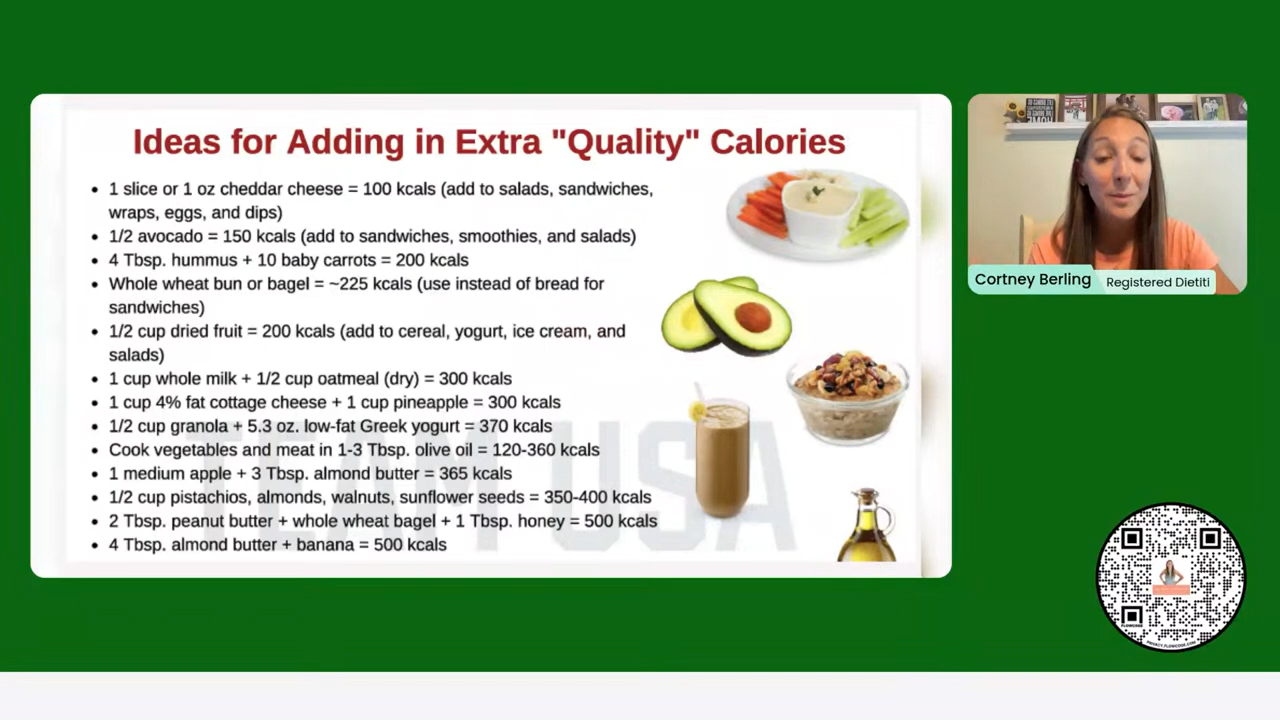 Ideas for Adding in Extra "Quality" Calories
• 1 slice or 1 oz cheddar cheese = 100 kcals (add to salads, sandwiches,
wraps, eggs, and dips)
• 1/2 avocado = 150 kcals (add to sandwiches, smoothies, and salads)
• 4 Tbsp. hummus + 10 baby carrots = 200 kcals
• Whole wheat bun or bagel = ~225 kcals (use instead of bread for
sandwiches)
• 1/2 cup dried fruit = 200 kcals (add to cereal, yogurt, ice cream, and
salads)
• 1 cup whole milk + 1/2 cup oatmeal (dry) = 300 kcals
• 1 cup 4% fat cottage cheese + 1 cup pineapple = 300 kcals
• 1/2 cup granola + 5.3 oz. low-fat Greek yogurt = 370 kcals
• Cook vegetables and meat in 1-3 Tbsp. olive oil = 120-360 kcals
• 1 medium apple + 3 Tbsp. almond butter = 365 kcals
• 1/2 cup pistachios, almonds, walnuts, sunflower seeds = 350-400 kcals
• 2 Tbsp. peanut butter + whole wheat bagel + 1 Tbsp. honey = 500 kcals
• 4 Tbsp. almond butter + banana = 500 kcals
TEAM USA
Cortney Berling
Registered Dietiti
FLOWCODE
PRIVACY.FLOWCODE.COM